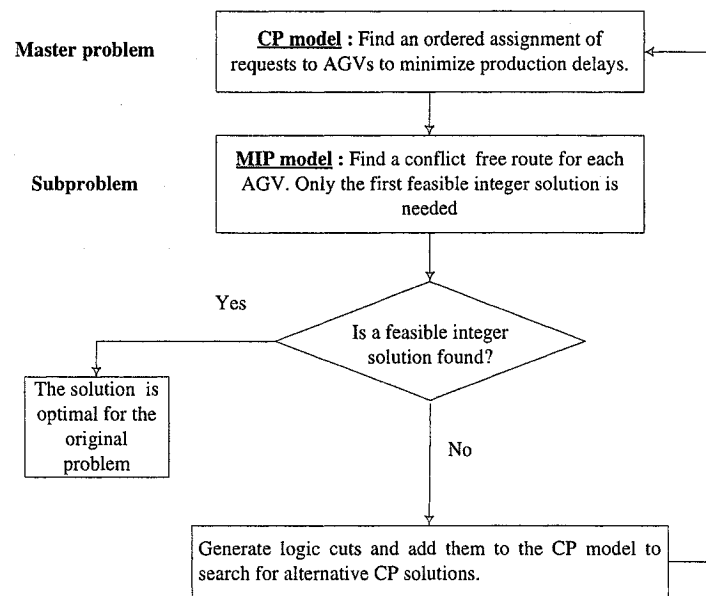 Master problem
CP model : Find an ordered assignment of
requests to AGVs to minimize production delays.
Subproblem
MIP model : Find a conflict free route for each
AGV. Only the first feasible integer solution is
needed
Yes
Is a feasible integer
solution found?
The solution is
optimal for the
original
problem
No
Generate logic cuts and add them to the CP model to
search for alternative CP solutions.